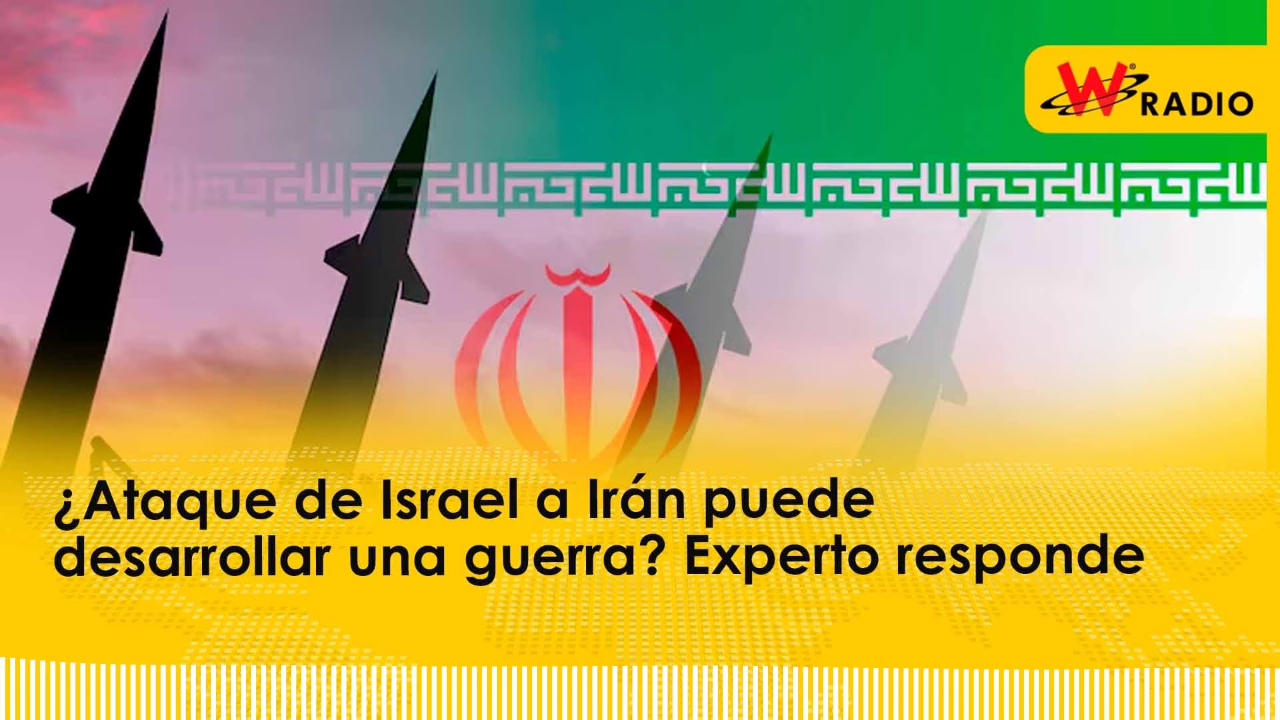 W® RADIO
¿Ataque de Israel a Irán puede
desarrollar una guerra? Experto responde